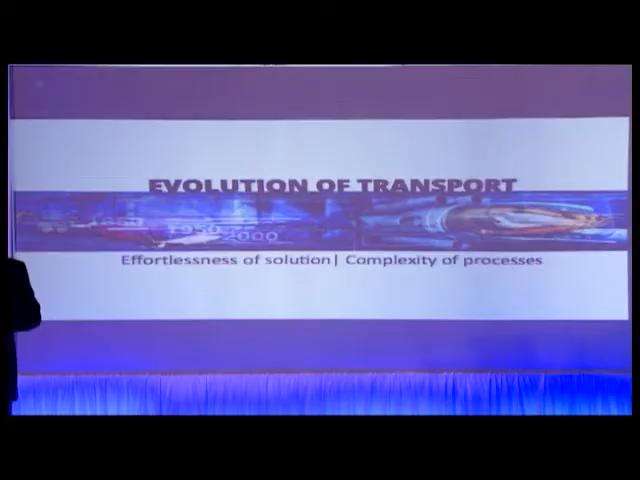 EVOLUTION OF TRANSPORT
1950
2000
Effortlessness of solution| Complexity of processes